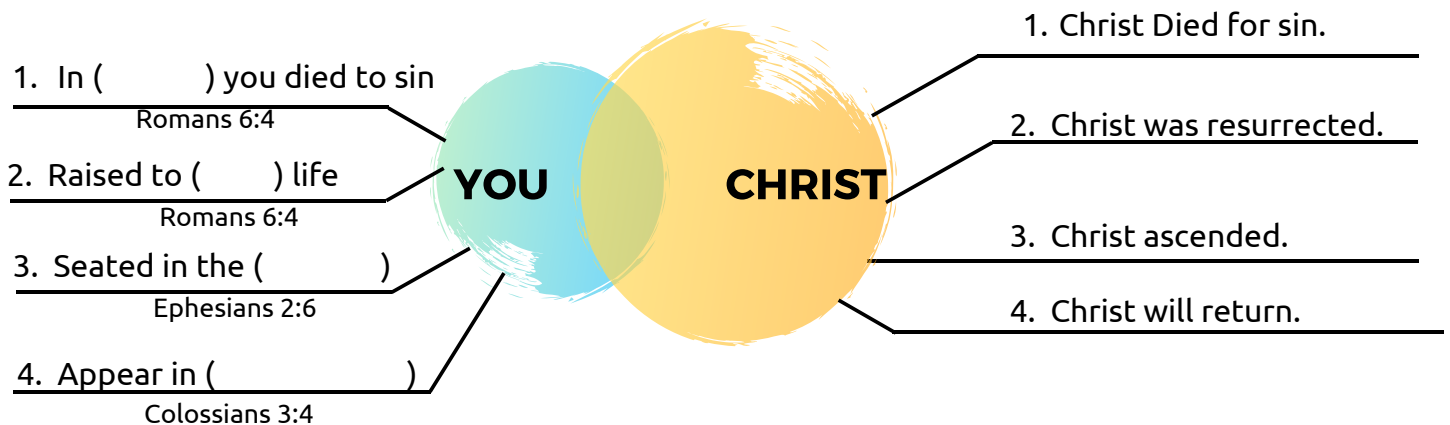 1. In (            ) you died to sin
Romans 6:4
2. Raised to (        ) life
Romans 6:4
3. Seated in the (             )
Ephesians 2:6
4. Appear in (                      )
Colossians 3:4
YOU
CHRIST
1. Christ Died for sin.
2. Christ was resurrected.
3. Christ ascended.
4. Christ will return.